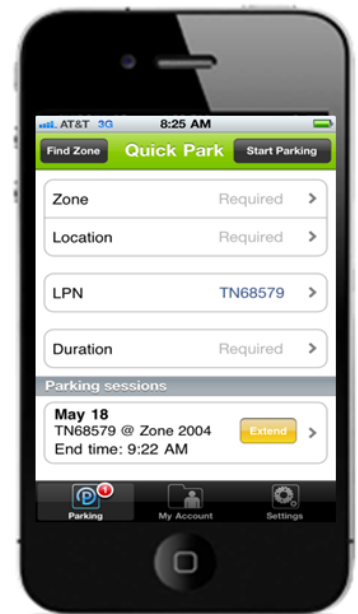 AT&T 3G 8:25 AM
Find Zone Quick Park Start Parking
Zone Required
Location Required
LPN TN68579
Duration Required
Parking sessions
May 18
TN68579 @ Zone 2004
End time: 9:22 AM
Extend
P 1
Parking My Account Settings